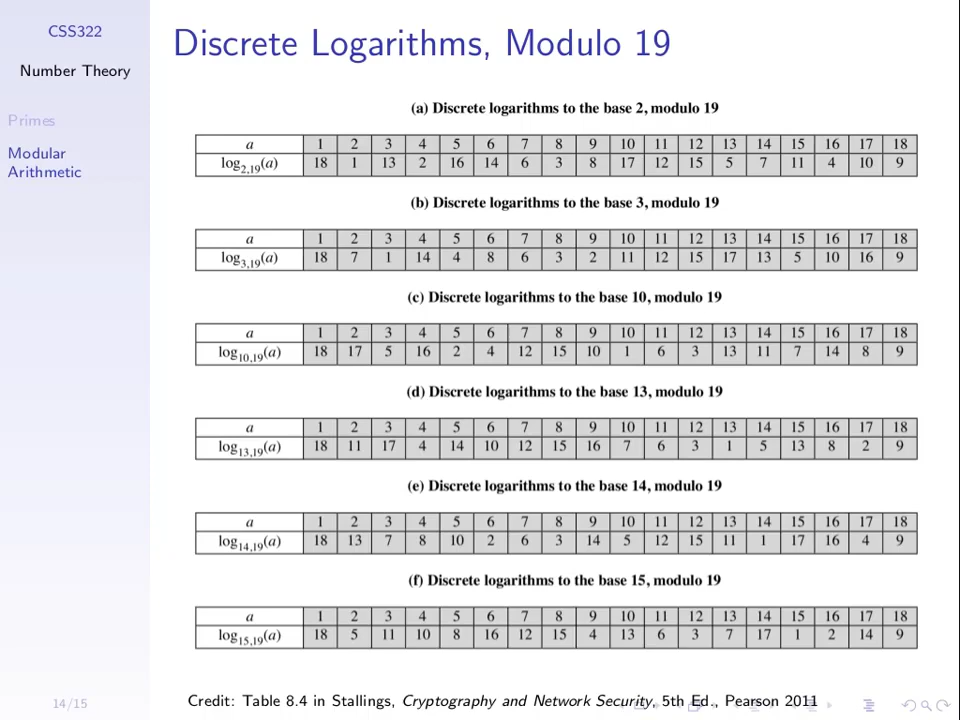 CSS322
Number Theory
Primes
Modular
Arithmetic
Discrete Logarithms, Modulo 19
(a) Discrete logarithms to the base 2, modulo 19
a 1 2 3 4 5 6 7 8 9 10 11 12 13 14 15 16 17 18
log2,19(a) 18 1 13 2 16 14 6 3 8 17 12 15 5 7 11 4 10 9
(b) Discrete logarithms to the base 3, modulo 19
a 1 2 3 4 5 6 7 8 9 10 11 12 13 14 15 16 17 18
log3,19(a) 18 7 1 14 4 8 6 3 2 11 12 15 17 13 5 10 16 9
(c) Discrete logarithms to the base 10, modulo 19
a 1 2 3 4 5 6 7 8 9 10 11 12 13 14 15 16 17 18
log10,19(a) 18 17 5 16 2 4 12 15 10 1 6 3 13 11 7 14 8 9
(d) Discrete logarithms to the base 13, modulo 19
a 1 2 3 4 5 6 7 8 9 10 11 12 13 14 15 16 17 18
log13,19(a) 18 11 17 4 14 10 12 15 16 7 6 3 1 5 13 8 2 9
(e) Discrete logarithms to the base 14, modulo 19
a 1 2 3 4 5 6 7 8 9 10 11 12 13 14 15 16 17 18
log14,19(a) 18 13 7 8 10 2 6 3 14 5 12 15 11 1 17 16 4 9
(f) Discrete logarithms to the base 15, modulo 19
a 1 2 3 4 5 6 7 8 9 10 11 12 13 14 15 16 17 18
log15,19(a) 18 5 11 10 8 16 12 15 4 13 6 3 7 17 1 2 14 9
14/15
Credit: Table 8.4 in Stallings, Cryptography and Network Security, 5th Ed., Pearson 2011